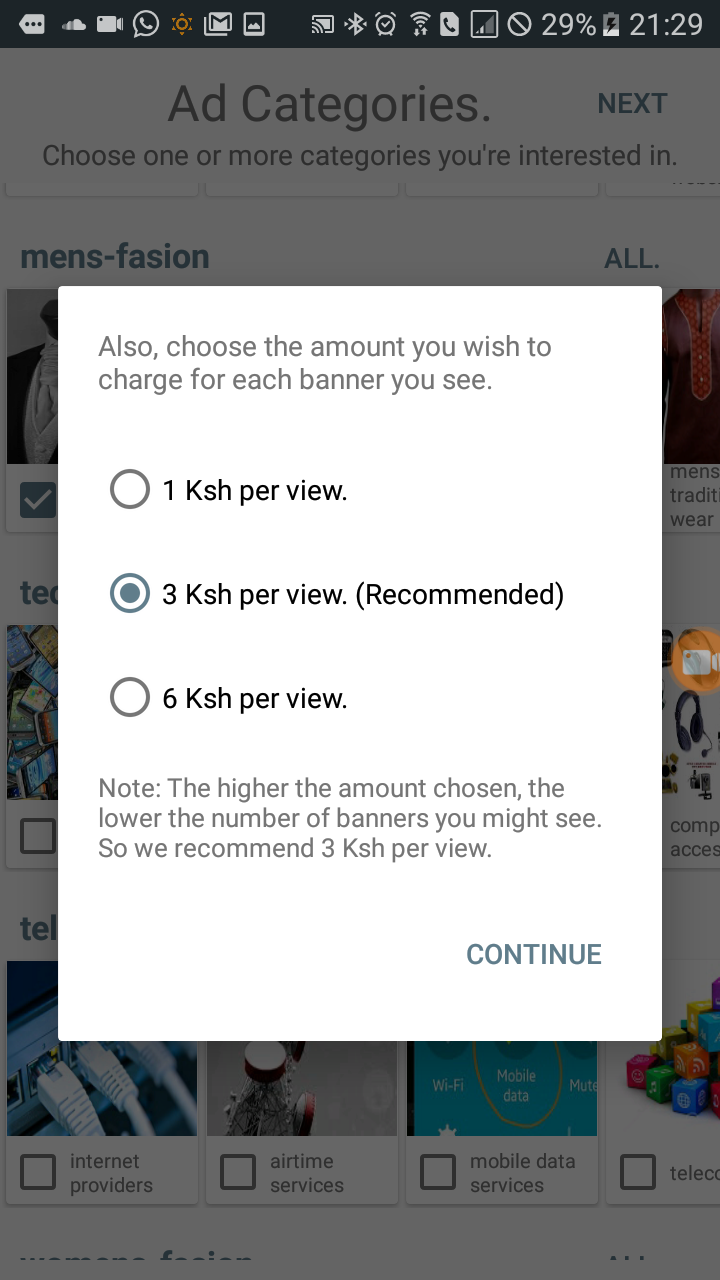 29% 21:29
Ad Categories.
NEXT
Choose one or more categories you're interested in.
mens-fasion
ALL.
Also, choose the amount you wish to
charge for each banner you see.
1 Ksh per view.
3 Ksh per view. (Recommended)
6 Ksh per view.
Note: The higher the amount chosen, the
lower the number of banners you might see.
So we recommend 3 Ksh per view.
CONTINUE
mens
traditi
wear
tec
comp
acces
tel
Wi-Fi
Mobile
data
Mute
internet
providers
airtime
services
mobile data
services
teleco
womens-fasion
ALL